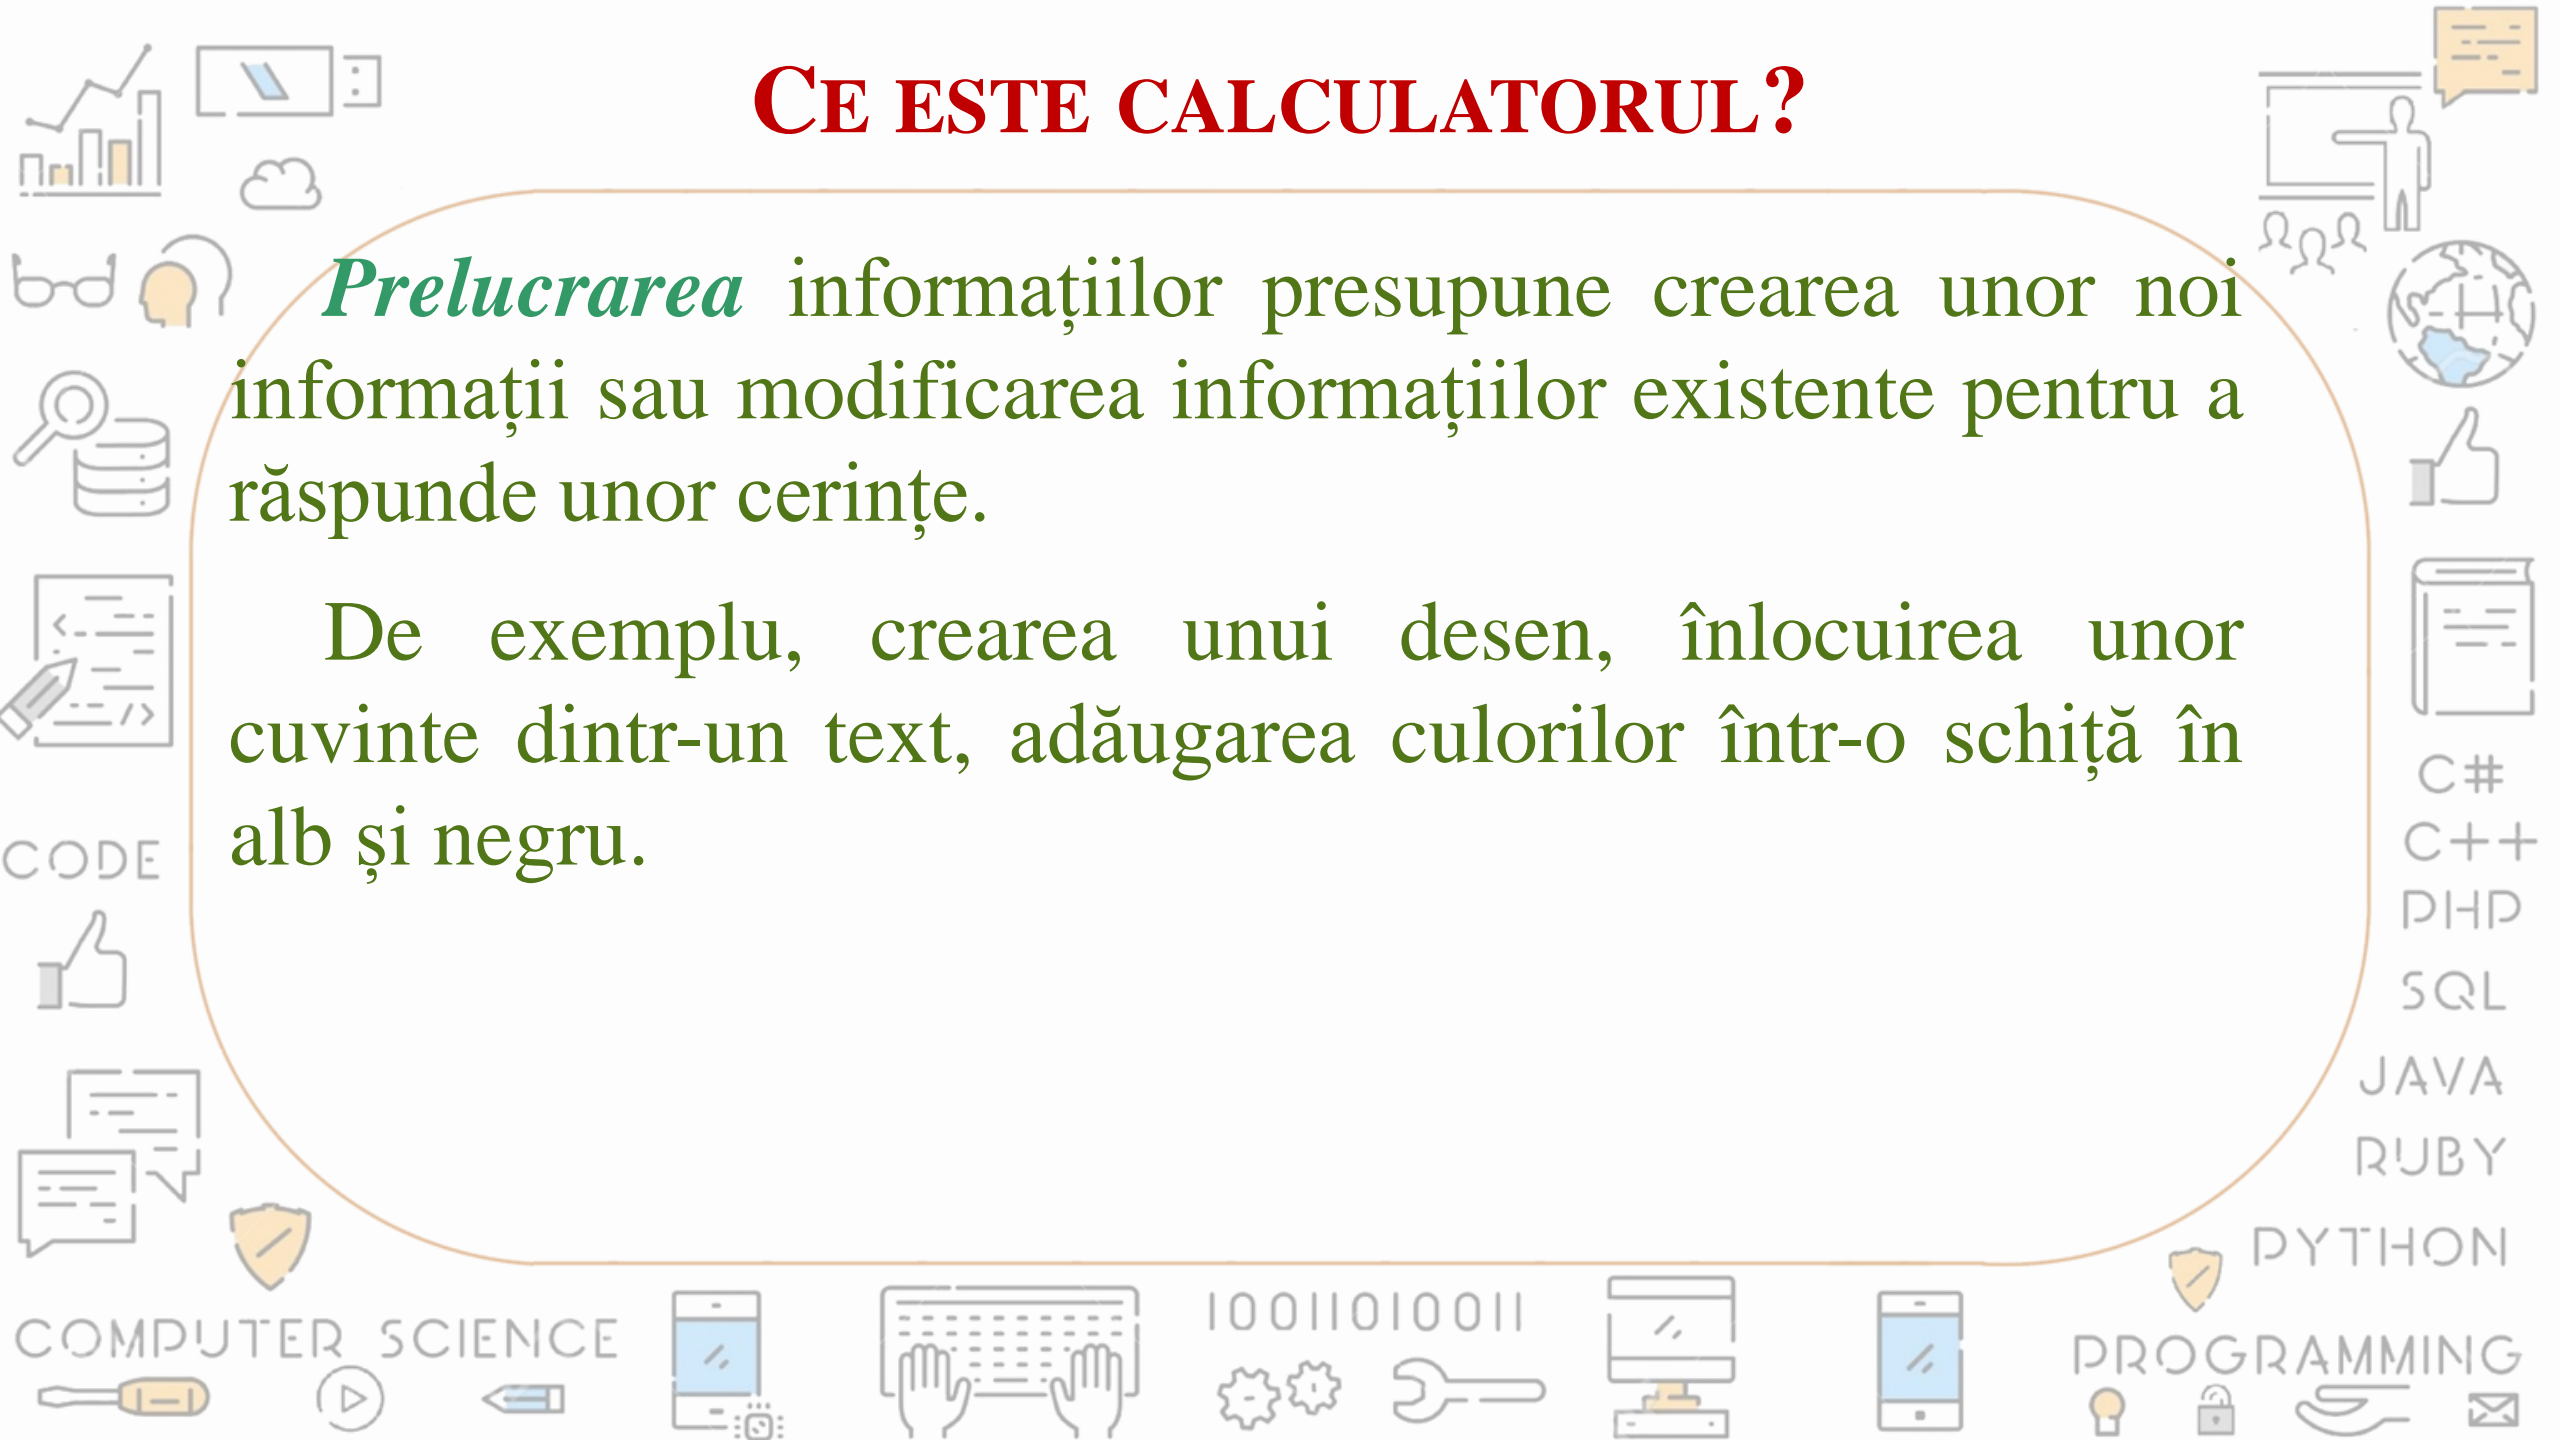 CE ESTE CALCULATORUL?
Prelucrarea informațiilor presupune crearea unor noi
informații sau modificarea informațiilor existente pentru a
răspunde unor cerințe.
De exemplu, crearea unui desen, înlocuirea unor
cuvinte dintr-un text, adăugarea culorilor într-o schiță în
alb și negru.
C#
C++
CODE
PHP
SQL
JAVA
RUBY
PYTHON
10011010011
COMPUTER SCIENCE
PROGRAMMING